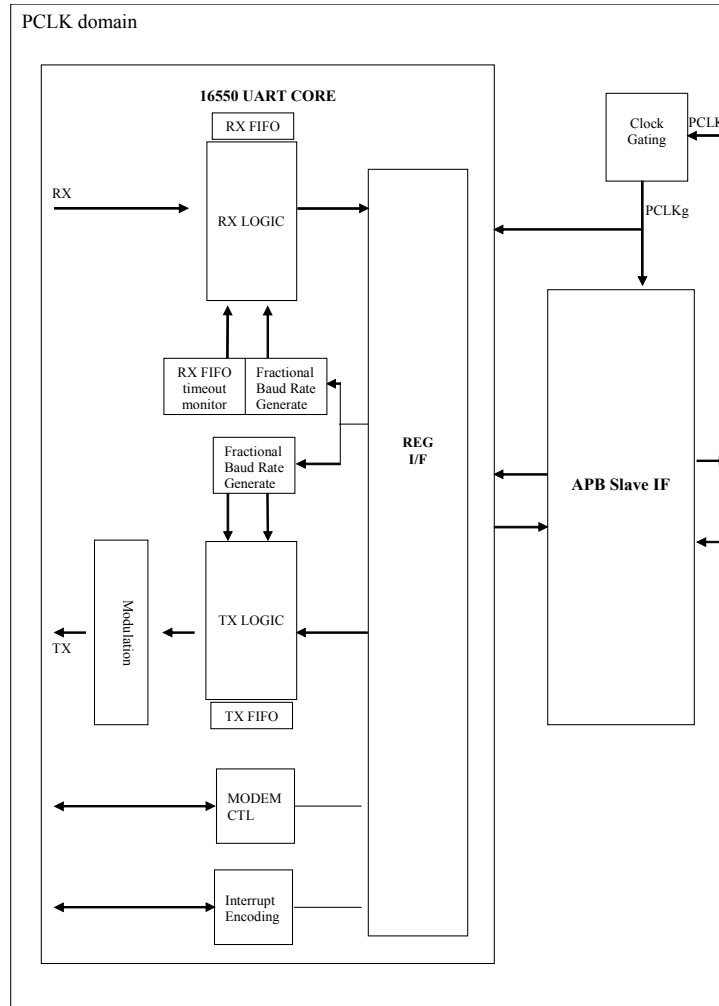 PCLK domain
16550 UART CORE
RX FIFO
Clock
Gating
PCLK
RX
RX LOGIC
PCLKg
RX FIFO
timeout
monitor
Fractional
Baud Rate
Generate
Fractional
Baud Rate
Generate
REG
I/F
APB Slave IF
Modulation
TX LOGIC
TX
TX FIFO
MODEM
CTL
Interrupt
Encoding